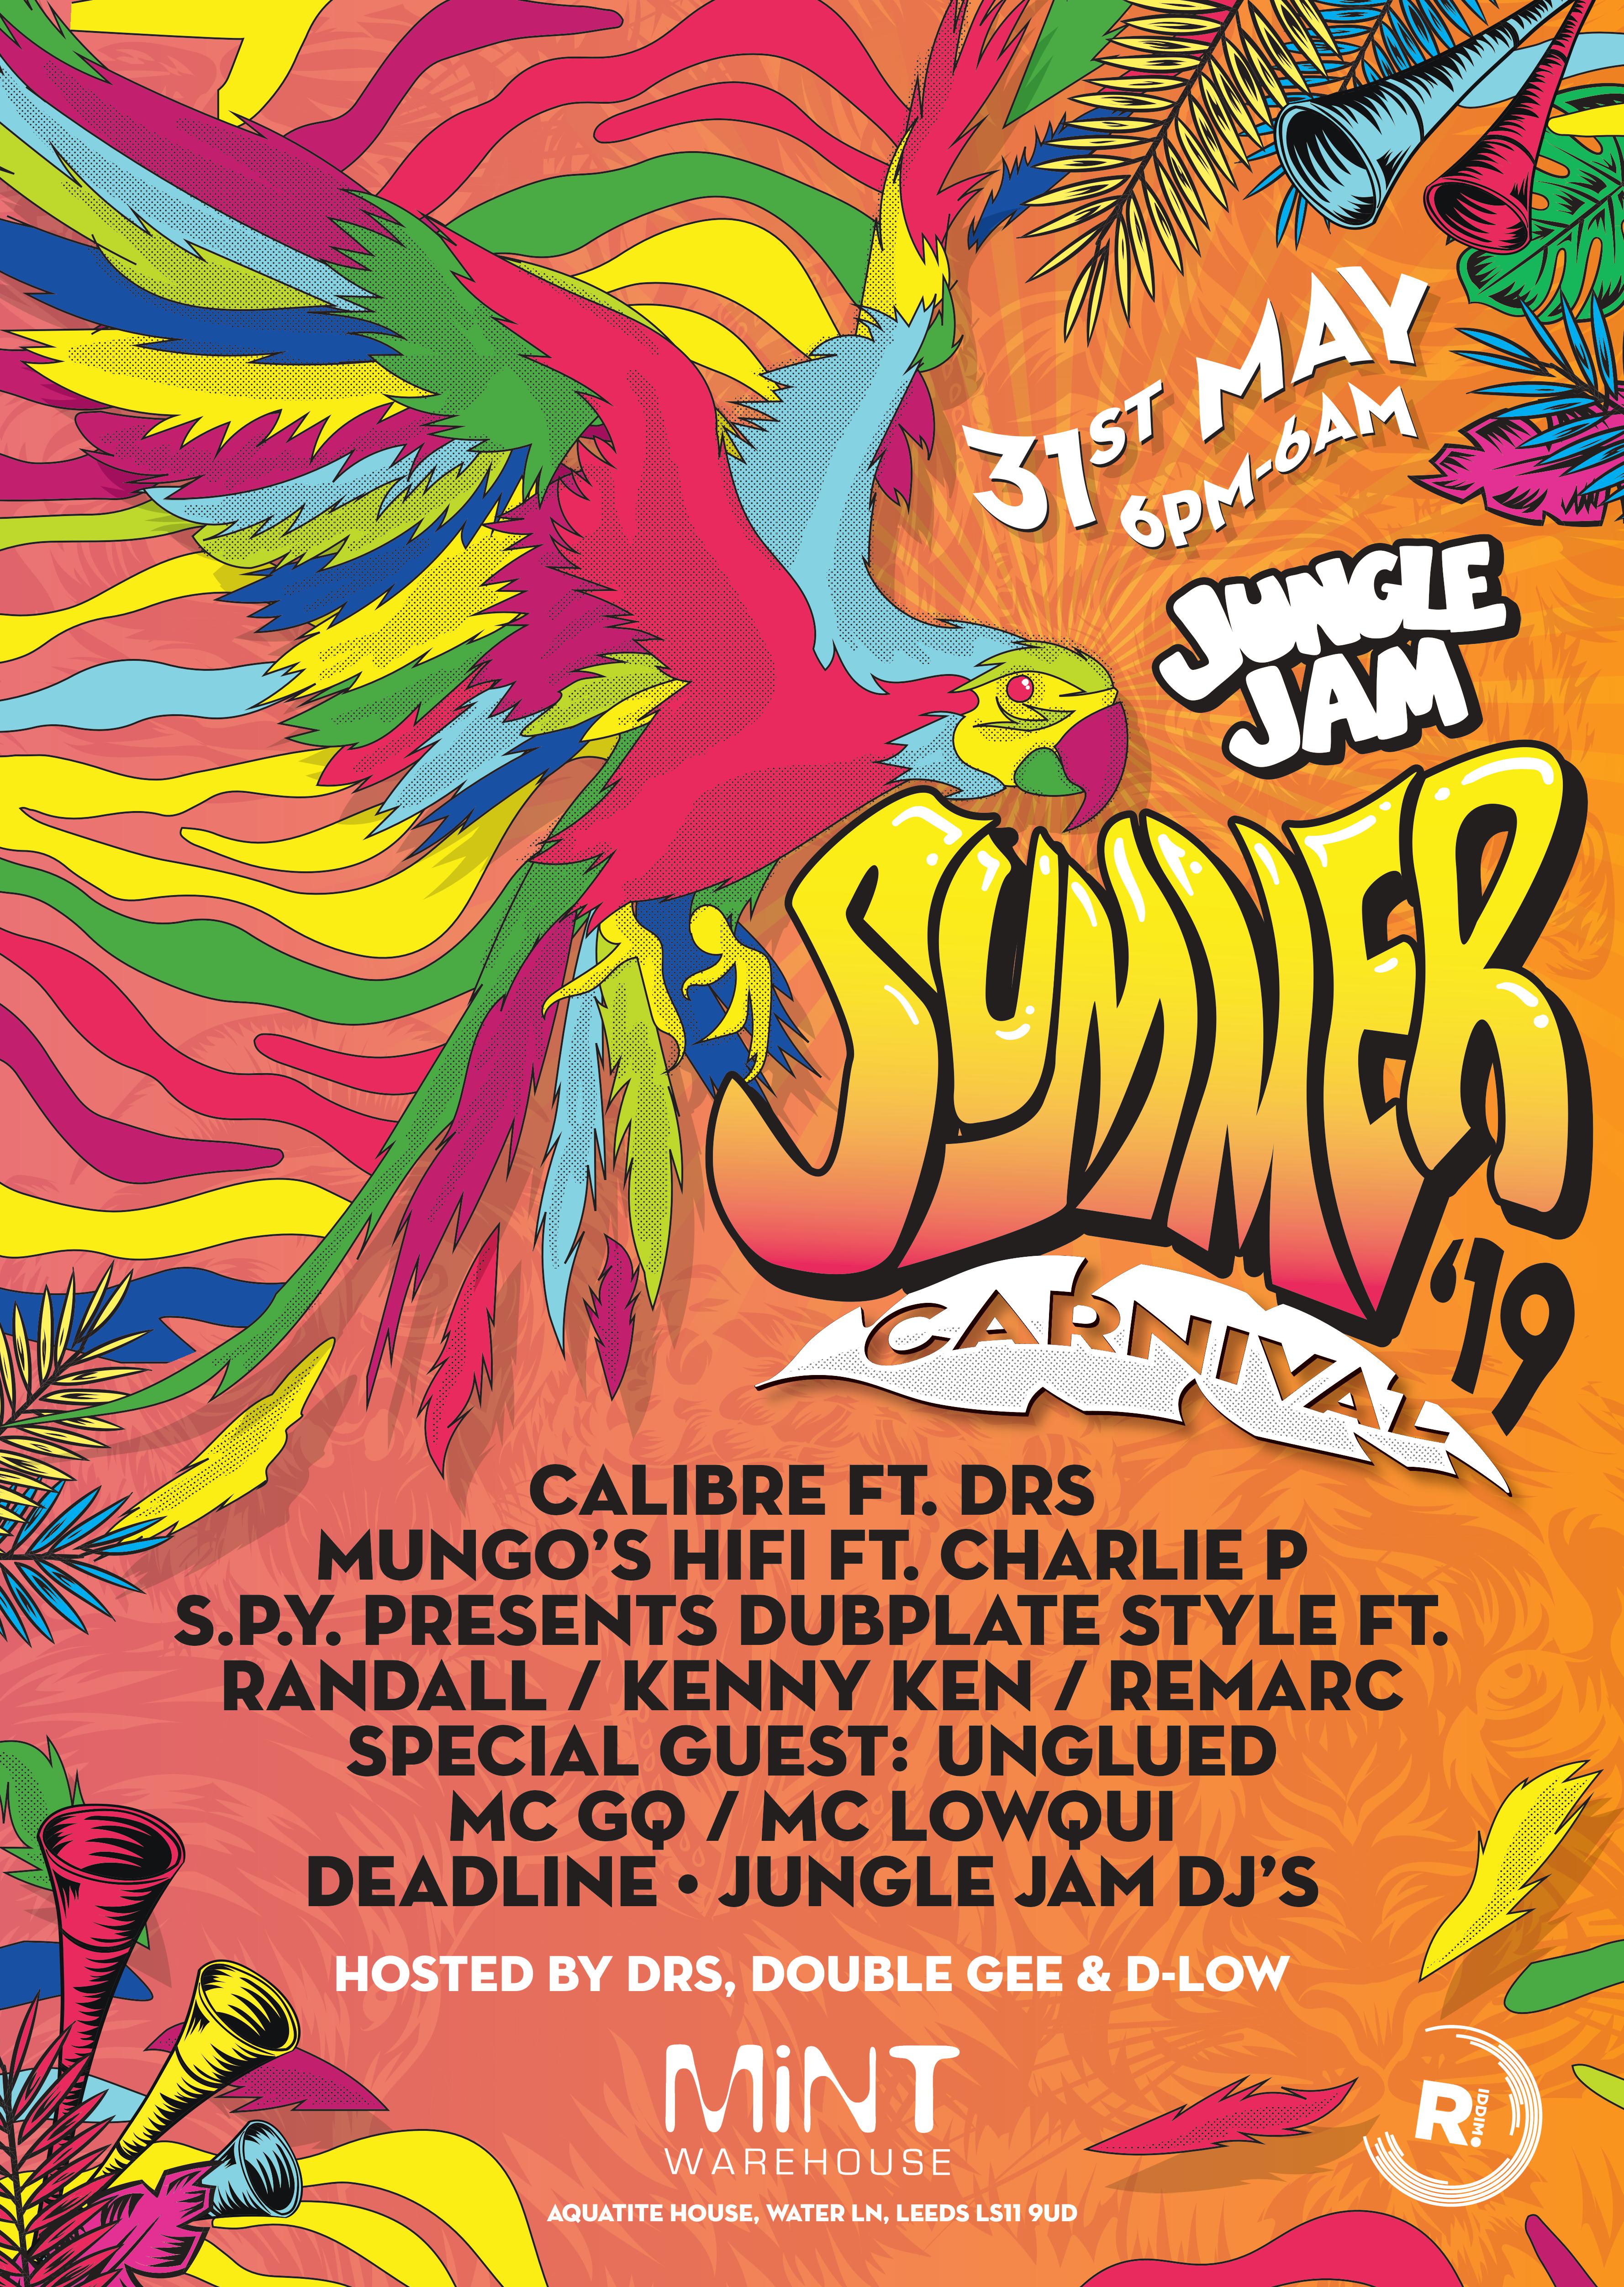 31ST MAY
6PM-6AM
JUNGLE
JAM
SUMMER
'19
CARNIVAL
CALIBRE FT. DRS
MUNGO'S HIFI FT. CHARLIE P
S.P.Y. PRESENTS DUBPLATE STYLE FT.
RANDALL / KENNY KEN / REMARC
SPECIAL GUEST: UNGLUED
MC GQ / MC LOWQUI
DEADLINE • JUNGLE JAM DJ'S
HOSTED BY DRS, DOUBLE GEE & D-LOW
MiNT
WAREHOUSE
RIDDIM.
AQUATITE HOUSE, WATER LN, LEEDS LS11 9UD